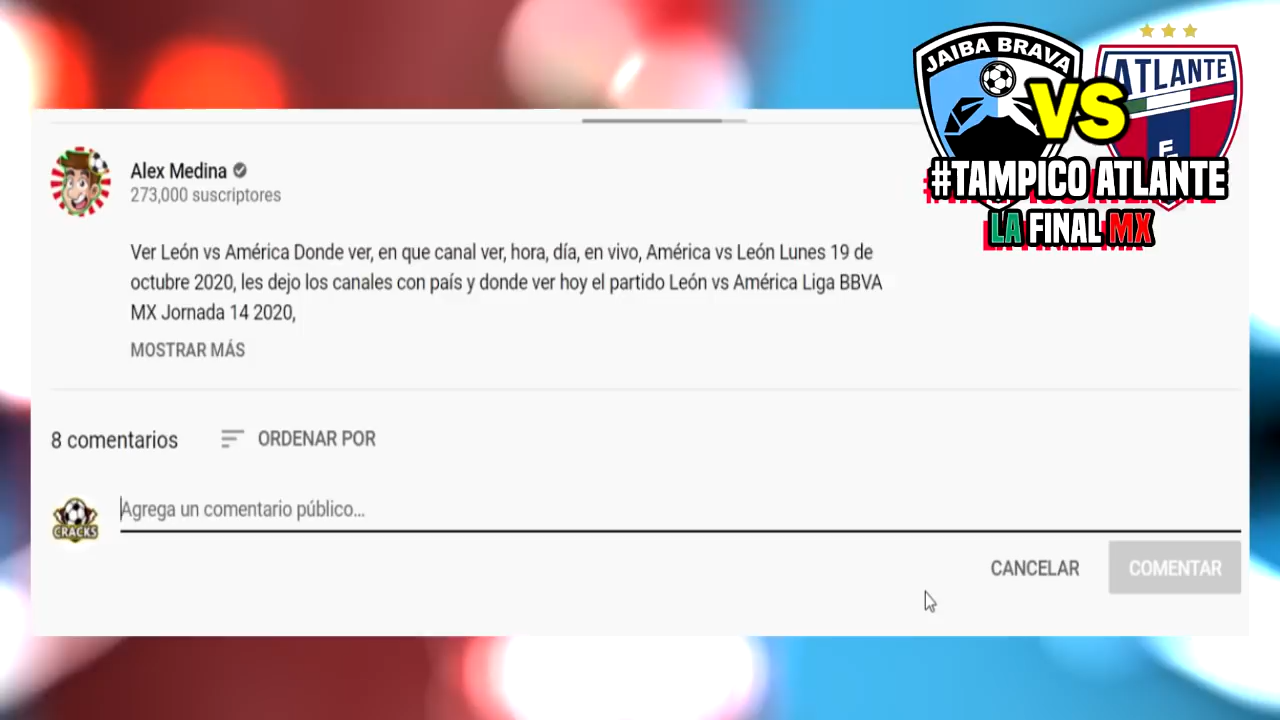 JAIBA BRAVA
VS
ATLANTE
#TAMPICO ATLANTE
LA FINAL MX
Alex Medina
273,000 suscriptores
Ver León vs América Donde ver, en que canal ver, hora, día, en vivo, América vs León Lunes 19 de
octubre 2020, les dejo los canales con país y donde ver hoy el partido León vs América Liga BBVA
MX Jornada 14 2020,
MOSTRAR MÁS
8 comentarios
ORDENAR POR
CRACKS
Agrega un comentario público...
CANCELAR
COMENTAR